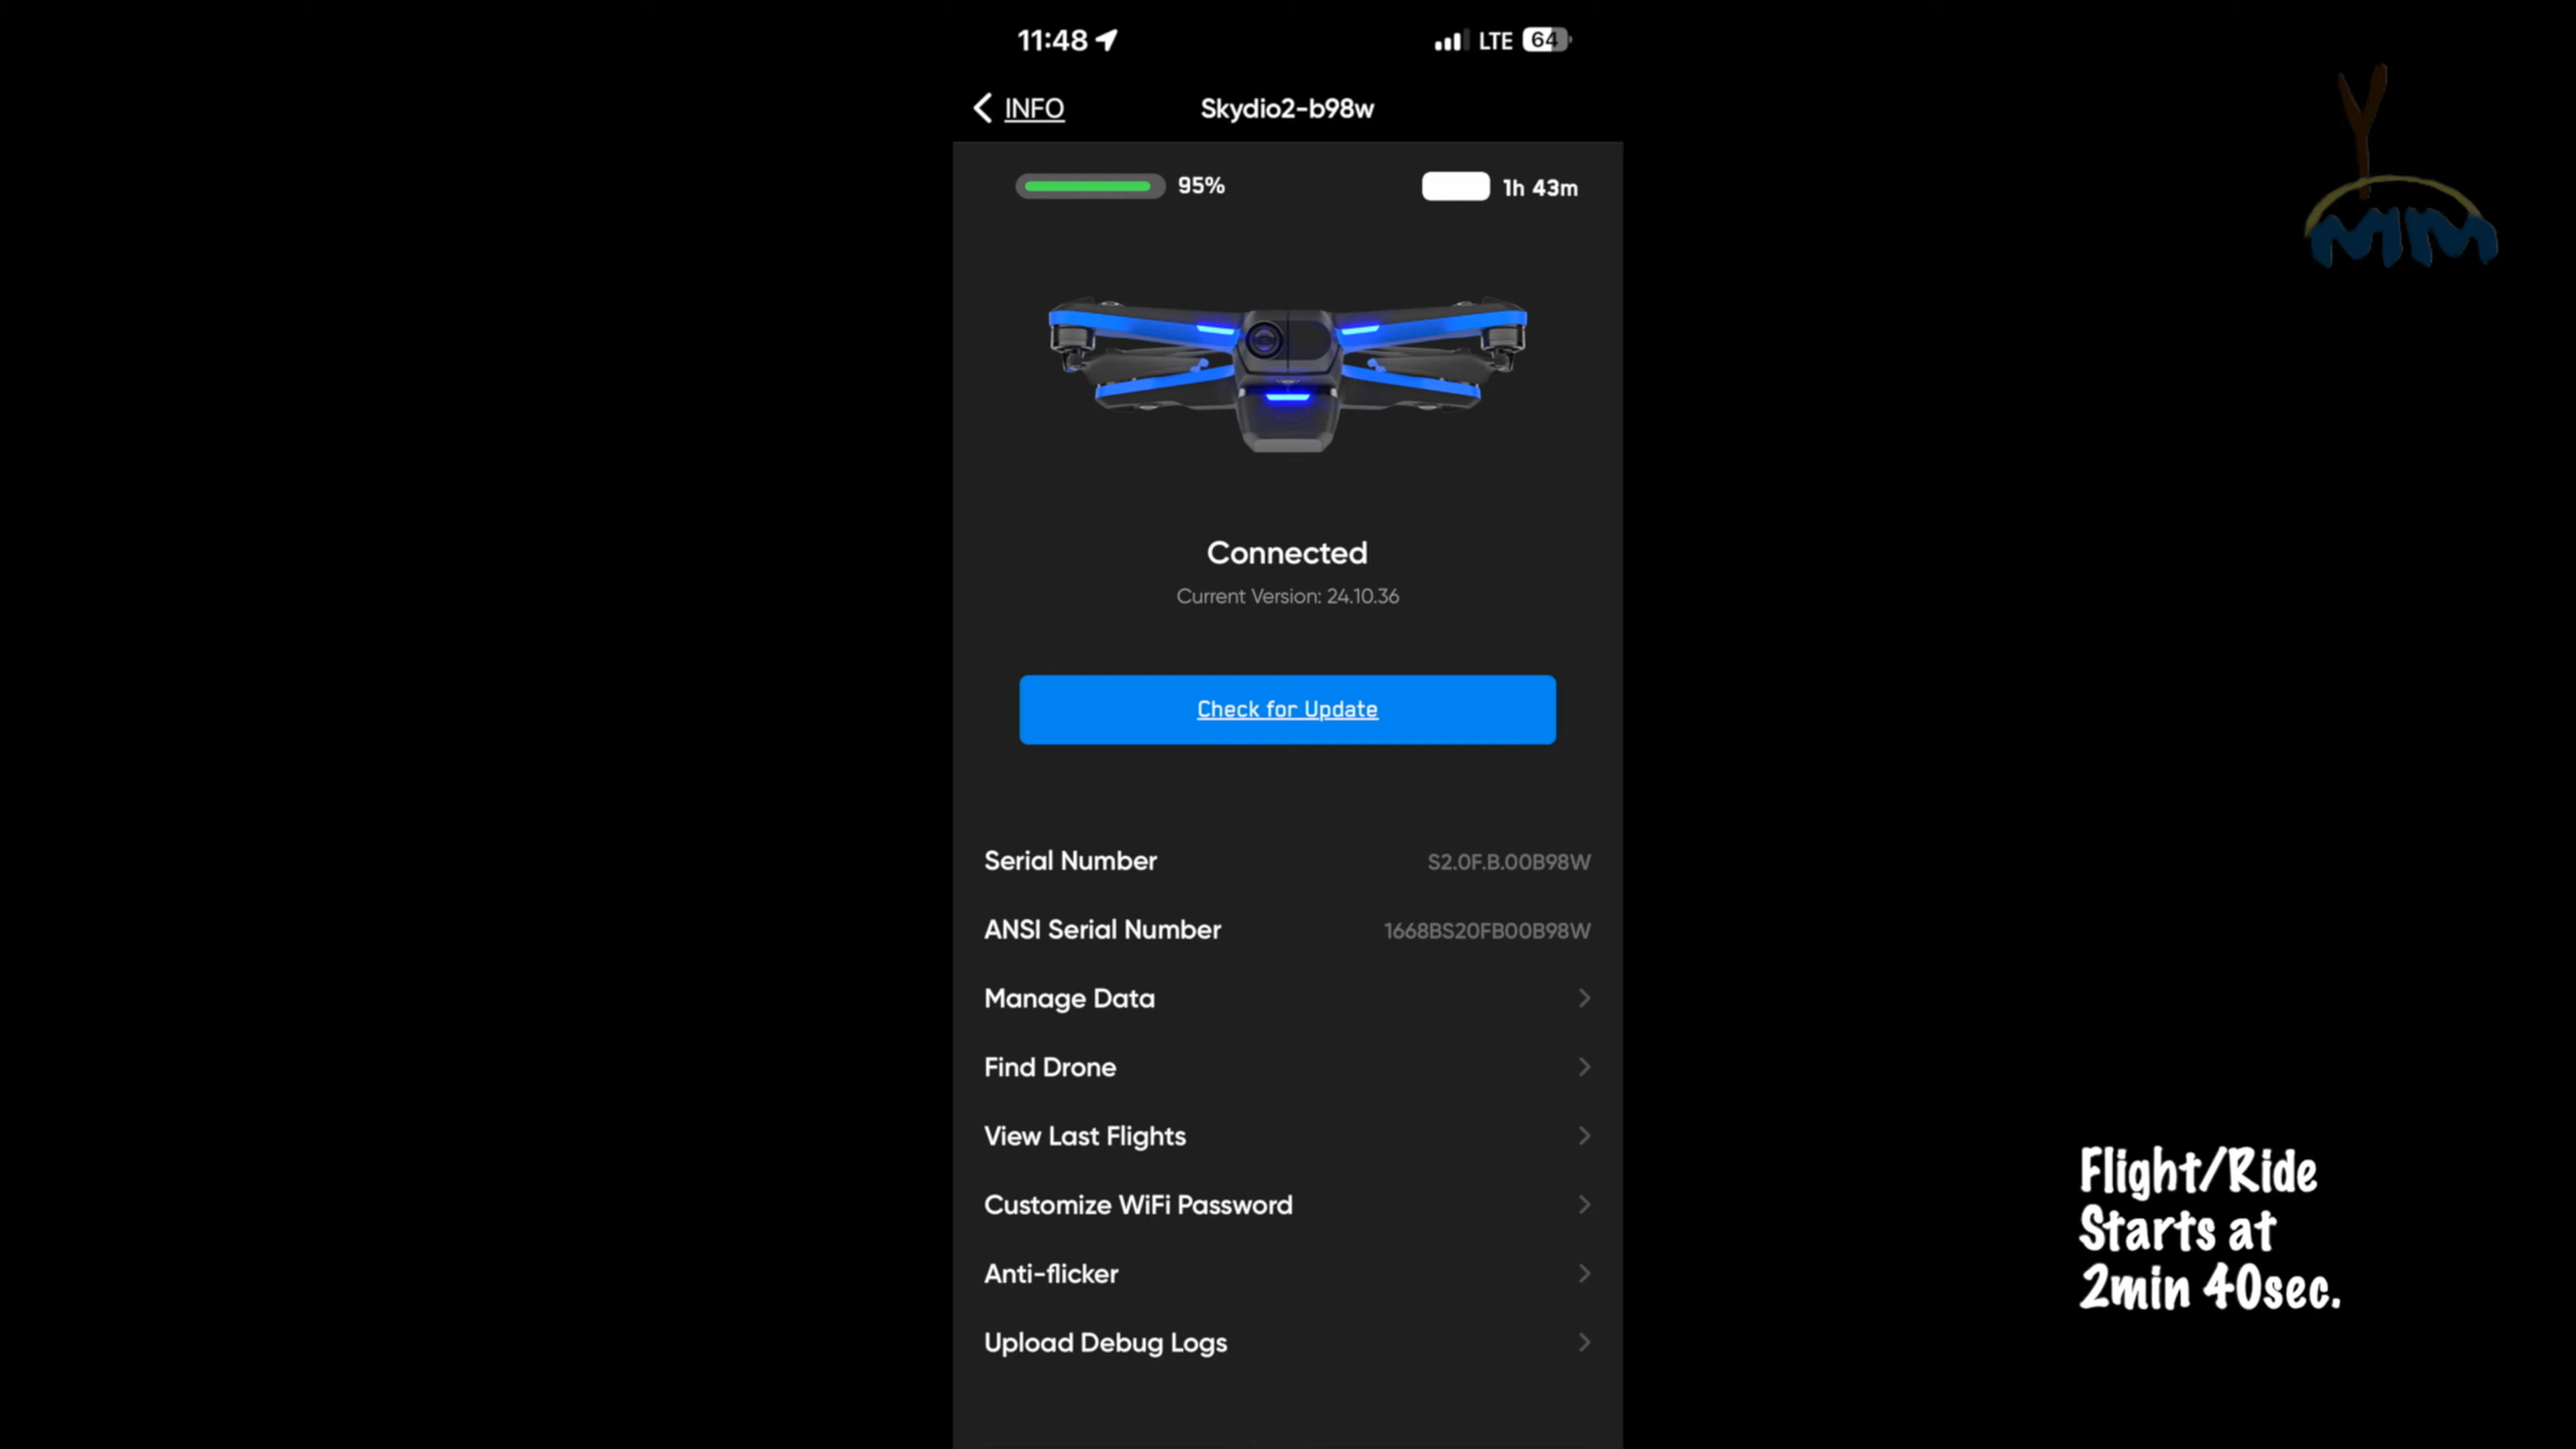 11:48 LTE 64
INFO Skydio2-b98w
95% 1h 43m
Connected
Current Version: 24.10.36
Check for Update
Serial Number S2.0F.B.00B98W
ANSI Serial Number 1668BS20FB00B98W
Manage Data
Find Drone
View Last Flights
Customize WiFi Password
Anti-flicker
Upload Debug Logs
Y
MM
Flight/Ride
Starts at
2min 40sec.